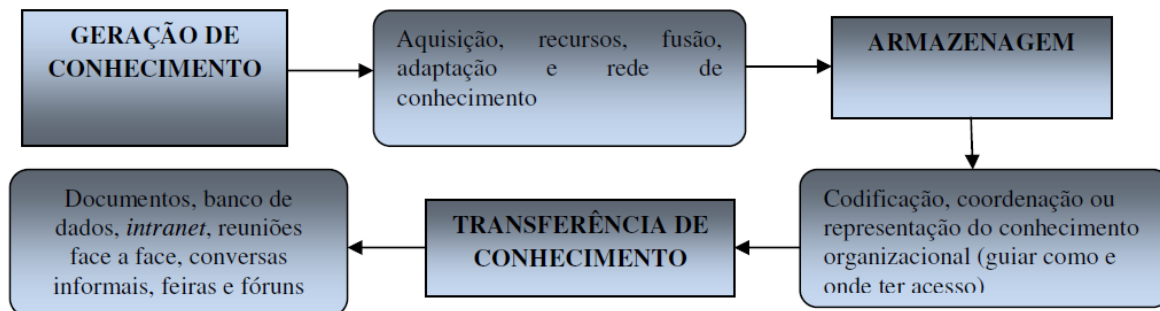 GERAÇÃO DE
CONHECIMENTO
Aquisição, recursos, fusão,
adaptação e rede de
conhecimento
ARMAZENAGEM
Codificação, coordenação ou
representação do conhecimento
organizacional (guiar como e
onde ter acesso)
TRANSFERÊNCIA DE
CONHECIMENTO
Documentos, banco de
dados, intranet, reuniões
face a face, conversas
informais, feiras e fóruns